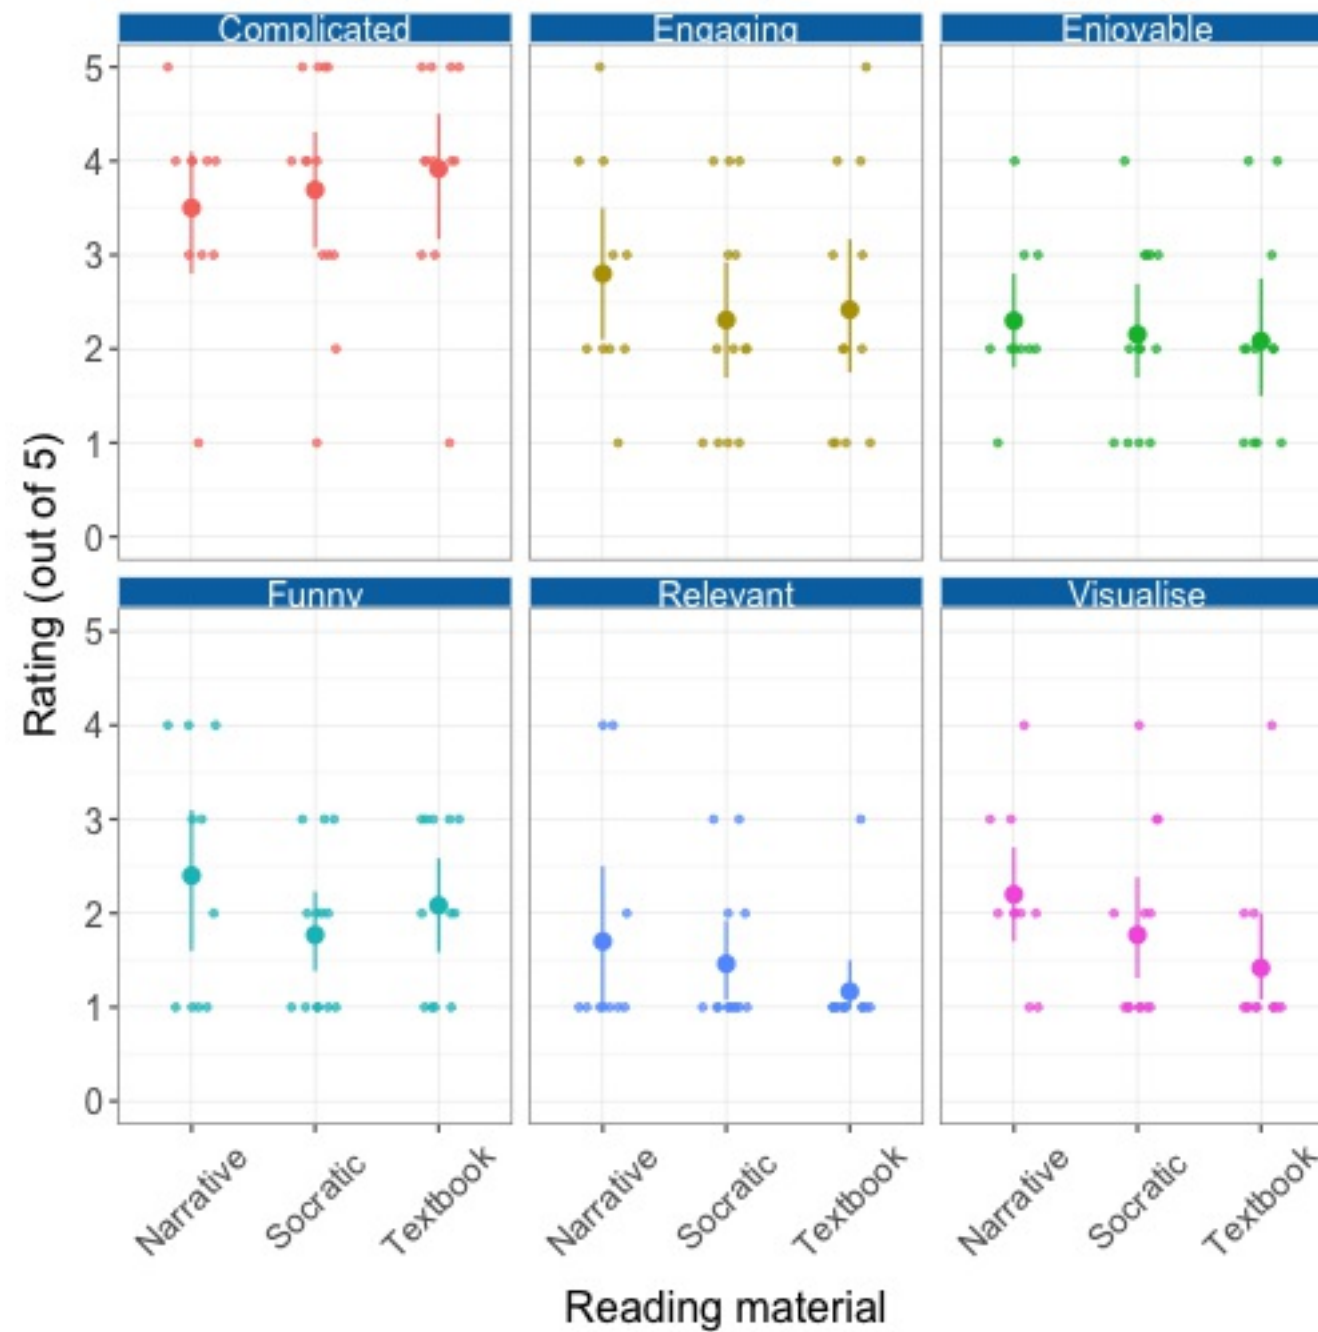 Complicated Engaging Enjoyable
5
4
3
2
1
0
Funny Relevant Visualise
5
4
3
2
1
0
Rating (out of 5)
Narrative Socratic Textbook Narrative Socratic Textbook Narrative Socratic Textbook
Reading material